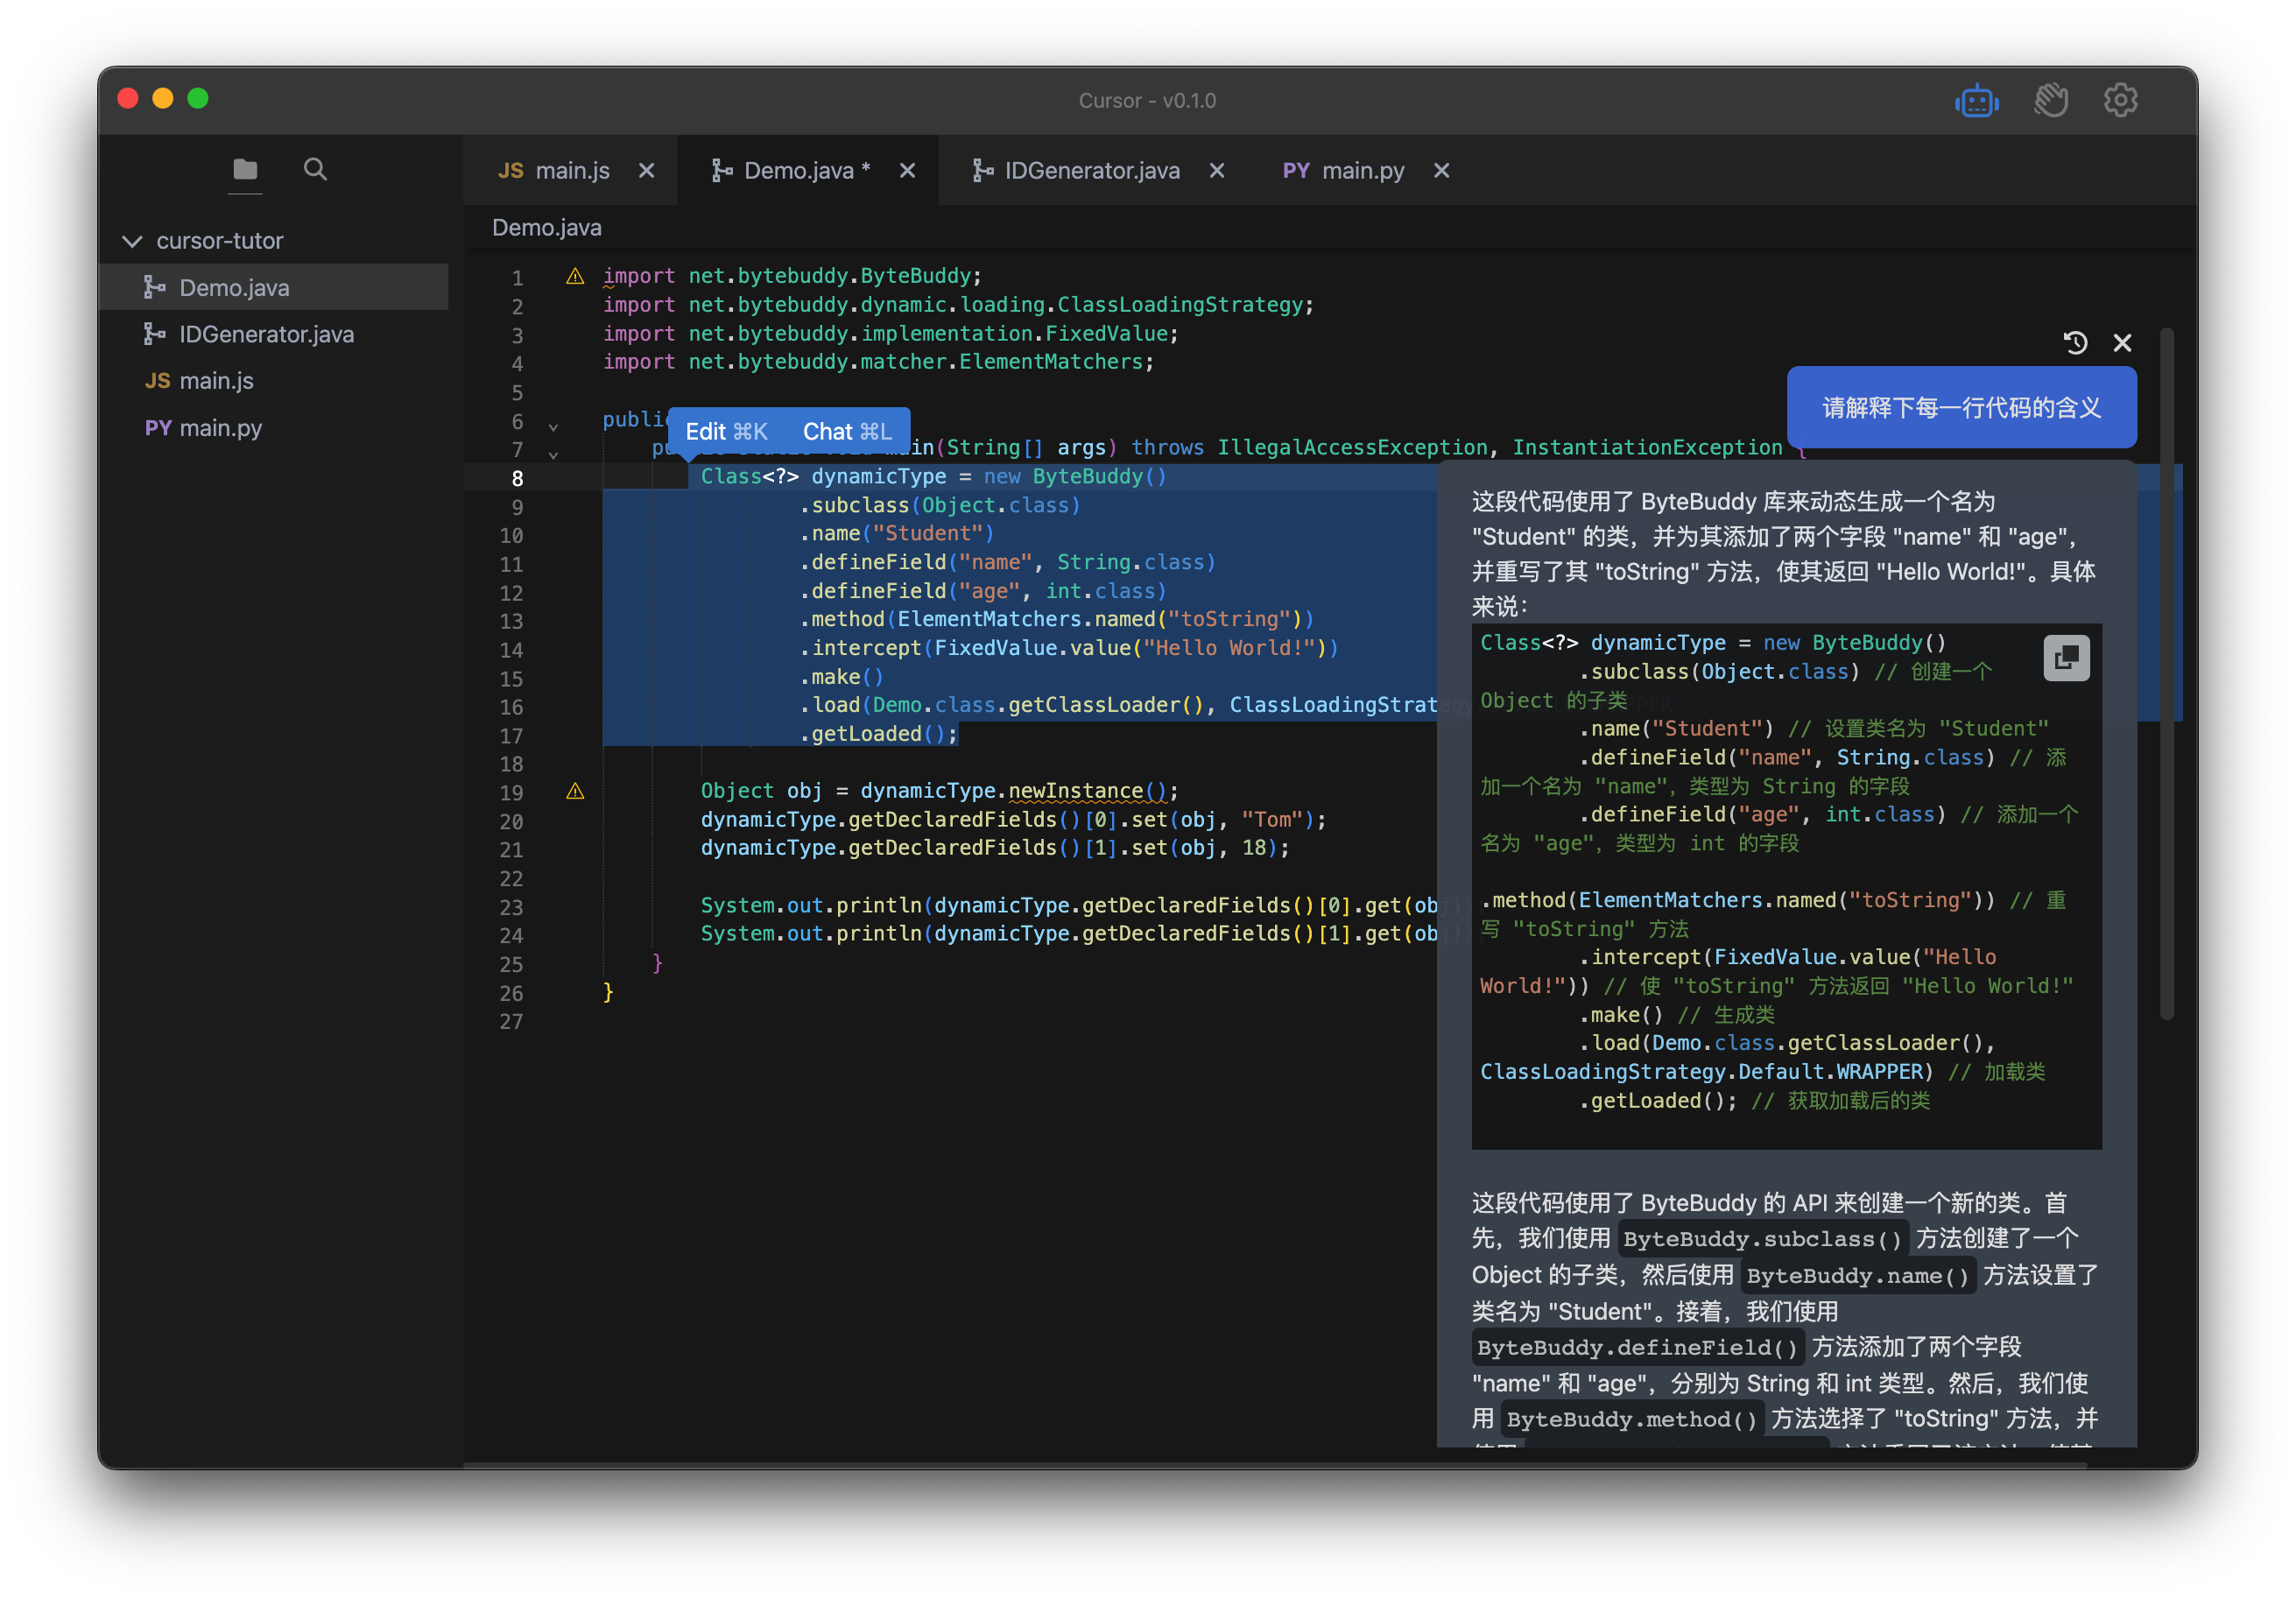 Cursor - v0.1.0
JS main.js
Demo.java *
IDGenerator.java
PY main.py
cursor-tutor
Demo.java
IDGenerator.java
JS main.js
PY main.py
Demo.java
1 import net.bytebuddy.ByteBuddy;
2 import net.bytebuddy.dynamic.loading.ClassLoadingStrategy;
3 import net.bytebuddy.implementation.FixedValue;
4 import net.bytebuddy.matcher.ElementMatchers;
5
6 public
Edit ⌘K Chat ⌘L
7 main(String[] args) throws IllegalAccessException, InstantiationException {
8 Class<?> dynamicType = new ByteBuddy()
9 .subclass(Object.class)
10 .name("Student")
11 .defineField("name", String.class)
12 .defineField("age", int.class)
13 .method(ElementMatchers.named("toString"))
14 .intercept(FixedValue.value("Hello World!"))
15 .make()
16 .load(Demo.class.getClassLoader(), ClassLoadingStrategy
17 .getLoaded();
18
19 Object obj = dynamicType.newInstance();
20 dynamicType.getDeclaredFields()[0].set(obj, "Tom");
21 dynamicType.getDeclaredFields()[1].set(obj, 18);
22
23 System.out.println(dynamicType.getDeclaredFields()[0].get(obj));
24 System.out.println(dynamicType.getDeclaredFields()[1].get(obj));
25 }
26 }
27
请解释下每一行代码的含义
这段代码使用了 ByteBuddy 库来动态生成一个名为
"Student" 的类，并为其添加了两个字段 "name" 和 "age"，
并重写了其 "toString" 方法，使其返回 "Hello World!"。具体
来说：
Class<?> dynamicType = new ByteBuddy()
.subclass(Object.class) // 创建一个
Object 的子类
.name("Student") // 设置类名为 "Student"
.defineField("name", String.class) // 添
加一个名为 "name"，类型为 String 的字段
.defineField("age", int.class) // 添加一个
名为 "age"，类型为 int 的字段
.method(ElementMatchers.named("toString")) // 重
写 "toString" 方法
.intercept(FixedValue.value("Hello
World!")) // 使 "toString" 方法返回 "Hello World!"
.make() // 生成类
.load(Demo.class.getClassLoader(),
ClassLoadingStrategy.Default.WRAPPER) // 加载类
.getLoaded(); // 获取加载后的类
这段代码使用了 ByteBuddy 的 API 来创建一个新的类。首
先，我们使用 ByteBuddy.subclass() 方法创建了一个
Object 的子类，然后使用 ByteBuddy.name() 方法设置了
类名为 "Student"。接着，我们使用
ByteBuddy.defineField() 方法添加了两个字段
"name" 和 "age"，分别为 String 和 int 类型。然后，我们使
用 ByteBuddy.method() 方法选择了 "toString" 方法，并